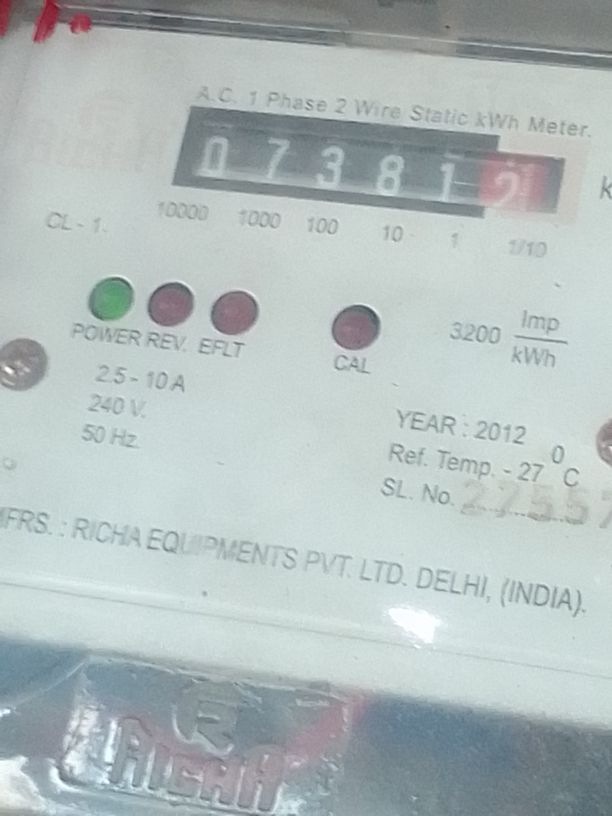 A.C. 1 Phase 2 Wire Static kWh Meter.
0 7 3 8 1 2
k
10000 1000 100 10 1 1/10
CL - 1.
POWER REV. EFLT
CAL
3200 Imp
kWh
2.5 - 10 A
240 V.
50 Hz.
YEAR : 2012
Ref. Temp. - 27 °C
SL. No. 27557
MFRS. : RICHA EQUIPMENTS PVT. LTD. DELHI, (INDIA).
R
RICHA